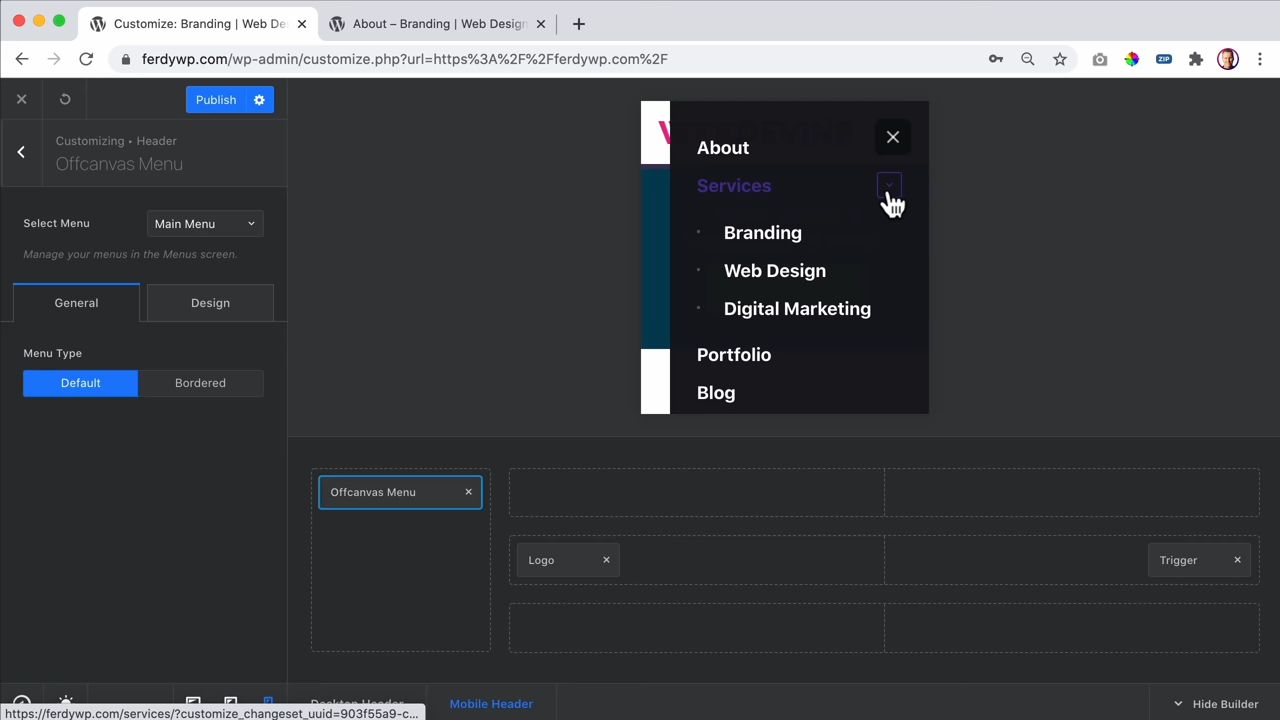 Customize: Branding | Web De
About – Branding | Web Design
ferdywp.com/wp-admin/customize.php?url=https%3A%2F%2Fferdywp.com%2F
ZIP
Publish
Customizing • Header
Offcanvas Menu
Select Menu
Main Menu
Manage your menus in the Menus screen.
General
Design
Menu Type
Default
Bordered
About
Services
Branding
Web Design
Digital Marketing
Portfolio
Blog
Offcanvas Menu
Logo
Trigger
Desktop Header
Mobile Header
Hide Builder
https://ferdywp.com/services/?customize_changeset_uuid=903f55a9-c...